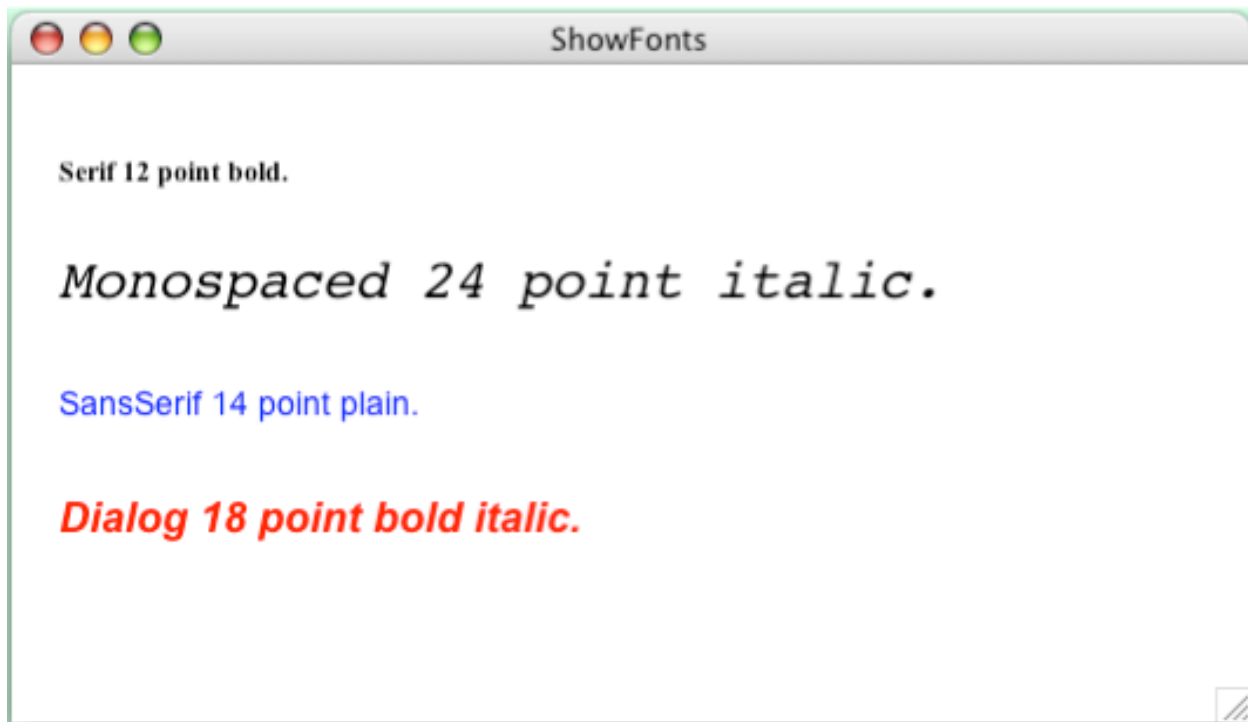 ShowFonts
Serif 12 point bold.
Monospaced 24 point italic.
SansSerif 14 point plain.
Dialog 18 point bold italic.